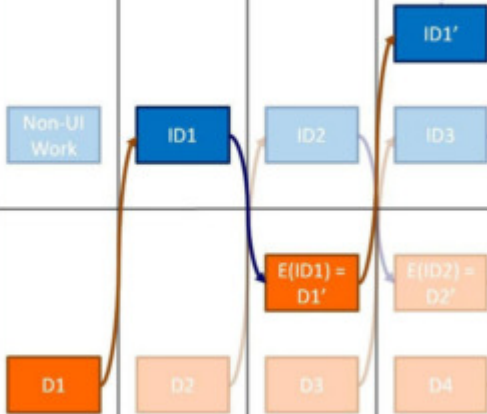 ID1’
Non-UI
Work
ID1
ID2
ID3
E(ID1) =
D1’
E(ID2) =
D2’
D1
D2
D3
D4